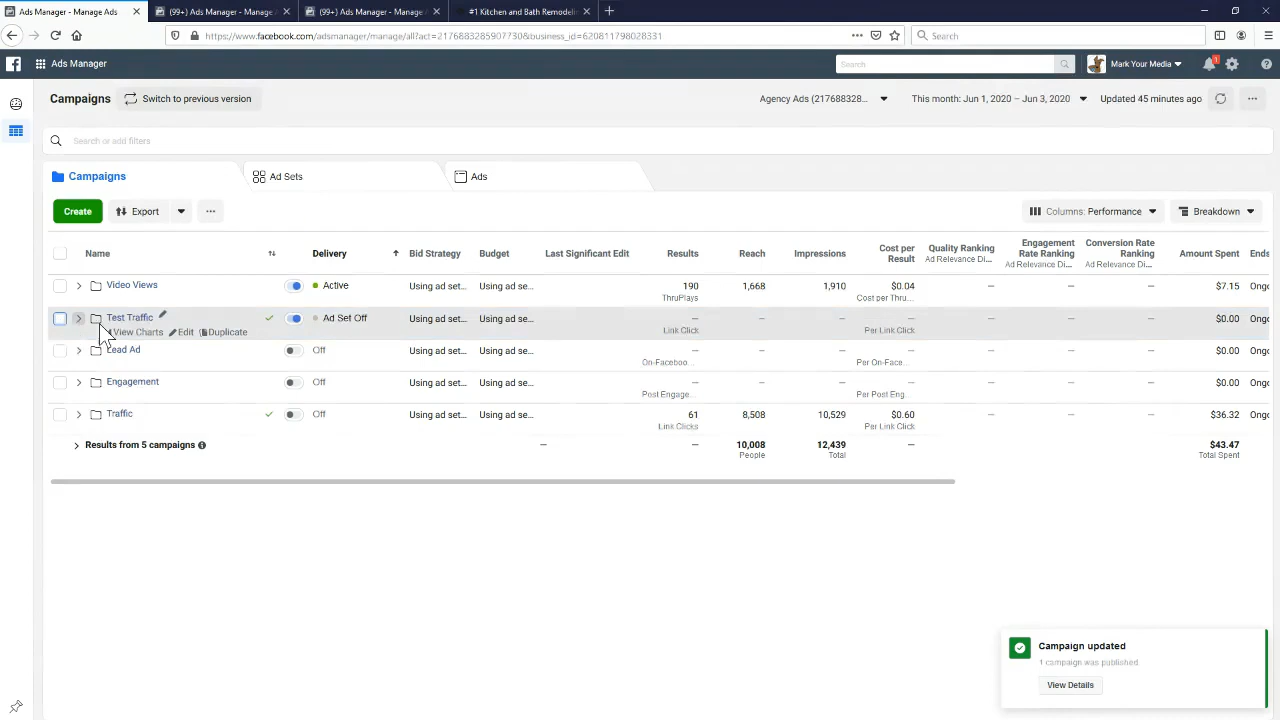 Ads Manager - Manage Ads
(99+) Ads Manager - Manage A
(99+) Ads Manager - Manage A
#1 Kitchen and Bath Remodelin
https://www.facebook.com/adsmanager/manage/all?act=2176883285907730&business_id=620811798028331
Search
Ads Manager
Search
Mark Your Media
1
Campaigns
Switch to previous version
Agency Ads (217688328...
This month: Jun 1, 2020 – Jun 3, 2020
Updated 45 minutes ago
Search or add filters
Campaigns
Ad Sets
Ads
Create
Export
Columns: Performance
Breakdown
Name
Delivery
Bid Strategy
Budget
Last Significant Edit
Results
Reach
Impressions
Cost per
Result
Quality Ranking
Ad Relevance Di...
Engagement
Rate Ranking
Ad Relevance Di...
Conversion Rate
Ranking
Ad Relevance Di...
Amount Spent
Ends
Video Views
Active
Using ad set...
Using ad se...
190
ThruPlays
1,668
1,910
$0.04
Cost per Thru...
—
—
—
$7.15
Ongo
Test Traffic
View Charts
Edit
Duplicate
Ad Set Off
Using ad set...
Using ad se...
—
Link Click
—
—
—
Per Link Click
—
—
—
$0.00
Ongo
Lead Ad
Off
Using ad set...
Using ad se...
—
On-Faceboo...
—
—
—
Per On-Face...
—
—
—
$0.00
Ongo
Engagement
Off
Using ad set...
Using ad se...
—
Post Engage...
—
—
—
Per Post Eng...
—
—
—
$0.00
Ongo
Traffic
Off
Using ad set...
Using ad se...
61
Link Clicks
8,508
10,529
$0.60
Per Link Click
—
—
—
$36.32
Ongo
Results from 5 campaigns
—
—
10,008
People
12,439
Total
—
$43.47
Total Spent
Campaign updated
1 campaign was published.
View Details